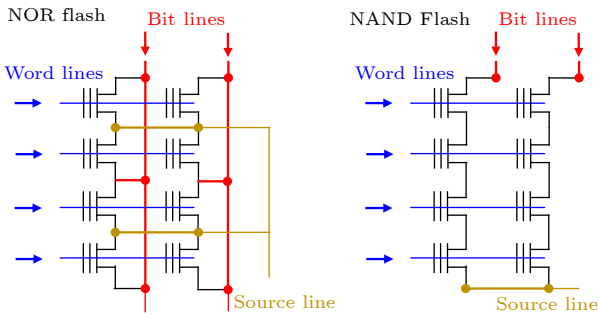 NOR flash
Bit lines
Word lines
Source line
NAND Flash
Bit lines
Word lines
Source line